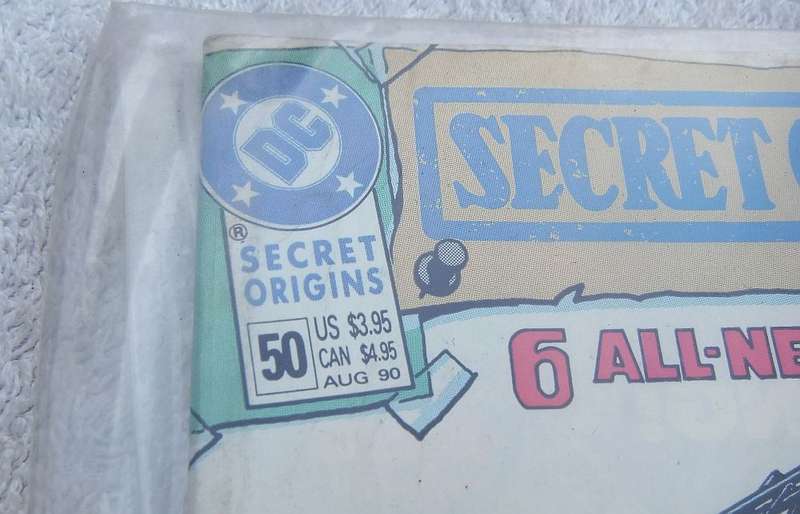 DC
SECRET
®
SECRET
ORIGINS
50
US $3.95
CAN $4.95
AUG 90
6 ALL-NE